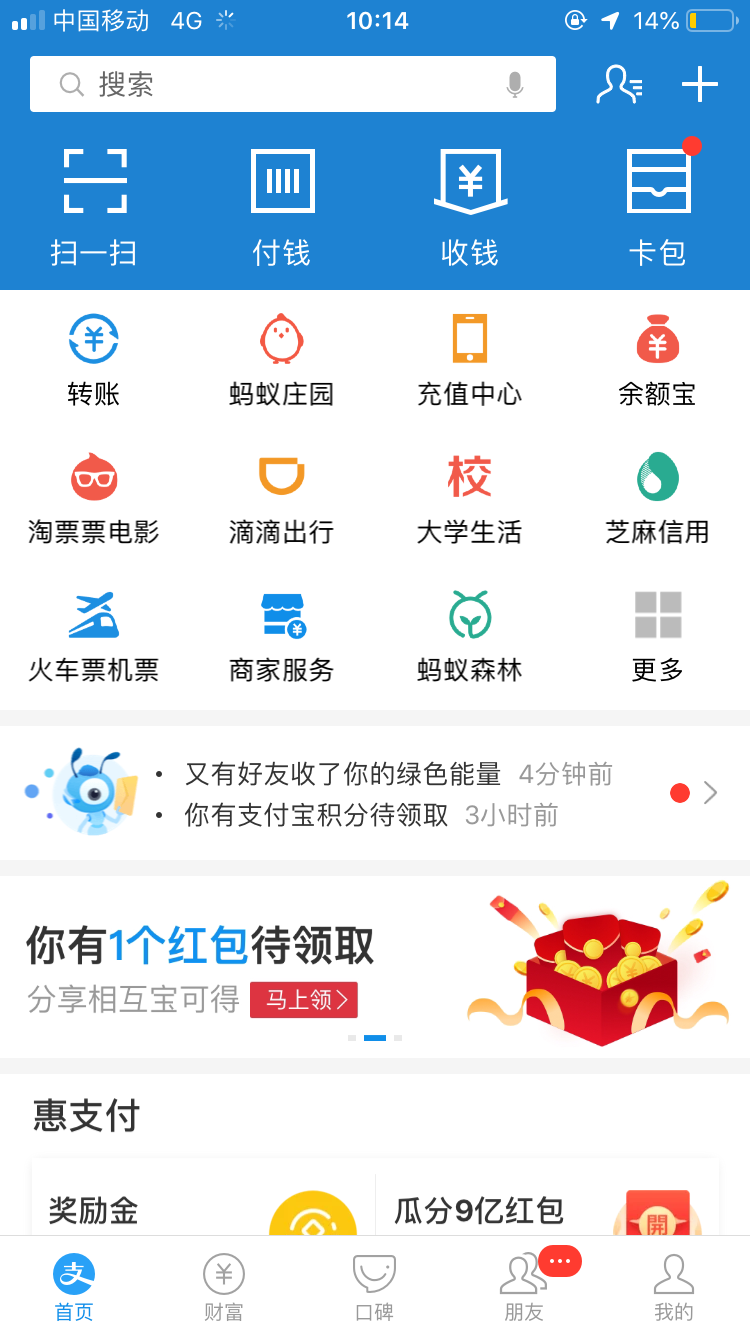 中国移动 4G 10:14 14%
搜索
扫一扫 付钱 收钱 卡包
转账 蚂蚁庄园 充值中心 余额宝
校
淘票票电影 滴滴出行 大学生活 芝麻信用
火车票机票 商家服务 蚂蚁森林 更多
• 又有好友收了你的绿色能量 4分钟前
• 你有支付宝积分待领取 3小时前
你有1个红包待领取
分享相互宝可得 马上领>
惠支付
奖励金 瓜分9亿红包
開
支
首页 财富 口碑 朋友 我的